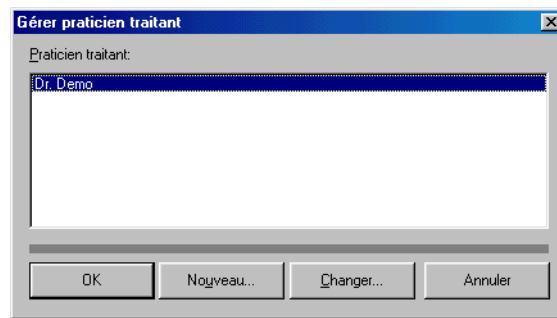 Gérer praticien traitant
Praticien traitant:
Dr. Demo
OK Nouveau... Changer... Annuler